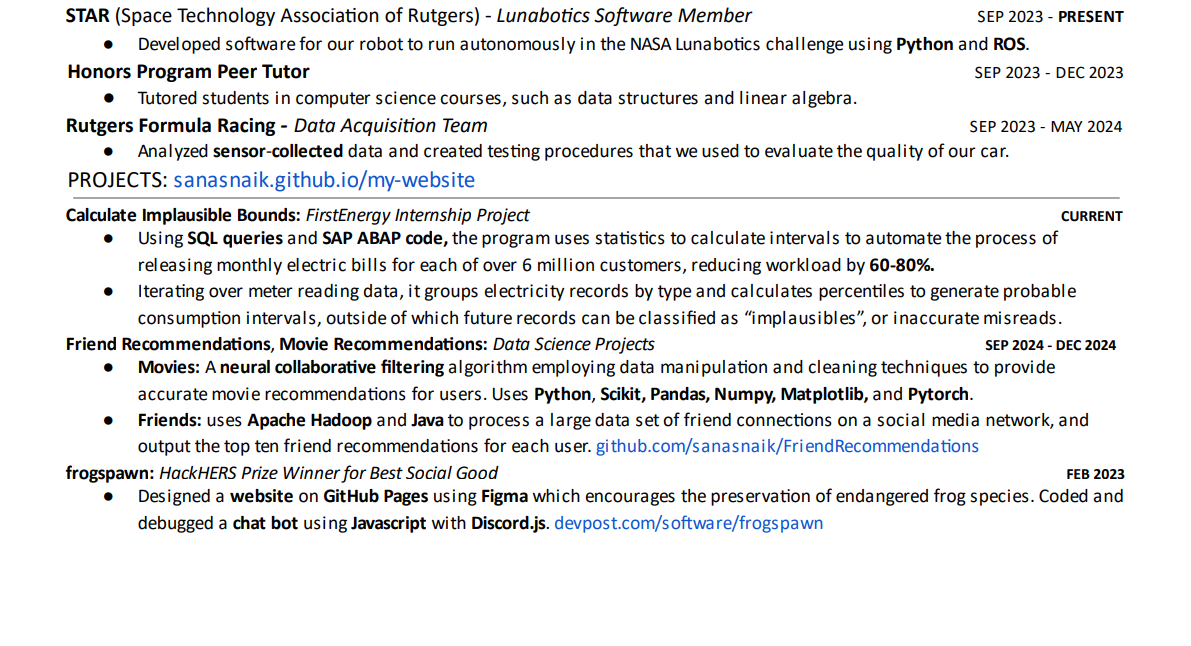 STAR (Space Technology Association of Rutgers) - Lunabotics Software Member SEP 2023 - PRESENT
● Developed software for our robot to run autonomously in the NASA Lunabotics challenge using Python and ROS.
Honors Program Peer Tutor SEP 2023 - DEC 2023
● Tutored students in computer science courses, such as data structures and linear algebra.
Rutgers Formula Racing - Data Acquisition Team SEP 2023 - MAY 2024
● Analyzed sensor-collected data and created testing procedures that we used to evaluate the quality of our car.
PROJECTS: sanasnaik.github.io/my-website
Calculate Implausible Bounds: FirstEnergy Internship Project CURRENT
● Using SQL queries and SAP ABAP code, the program uses statistics to calculate intervals to automate the process of
releasing monthly electric bills for each of over 6 million customers, reducing workload by 60-80%.
● Iterating over meter reading data, it groups electricity records by type and calculates percentiles to generate probable
consumption intervals, outside of which future records can be classified as “implausibles”, or inaccurate misreads.
Friend Recommendations, Movie Recommendations: Data Science Projects SEP 2024 - DEC 2024
● Movies: A neural collaborative filtering algorithm employing data manipulation and cleaning techniques to provide
accurate movie recommendations for users. Uses Python, Scikit, Pandas, Numpy, Matplotlib, and Pytorch.
● Friends: uses Apache Hadoop and Java to process a large data set of friend connections on a social media network, and
output the top ten friend recommendations for each user. github.com/sanasnaik/FriendRecommendations
frogspawn: HackHERS Prize Winner for Best Social Good FEB 2023
● Designed a website on GitHub Pages using Figma which encourages the preservation of endangered frog species. Coded and
debugged a chat bot using Javascript with Discord.js. devpost.com/software/frogspawn